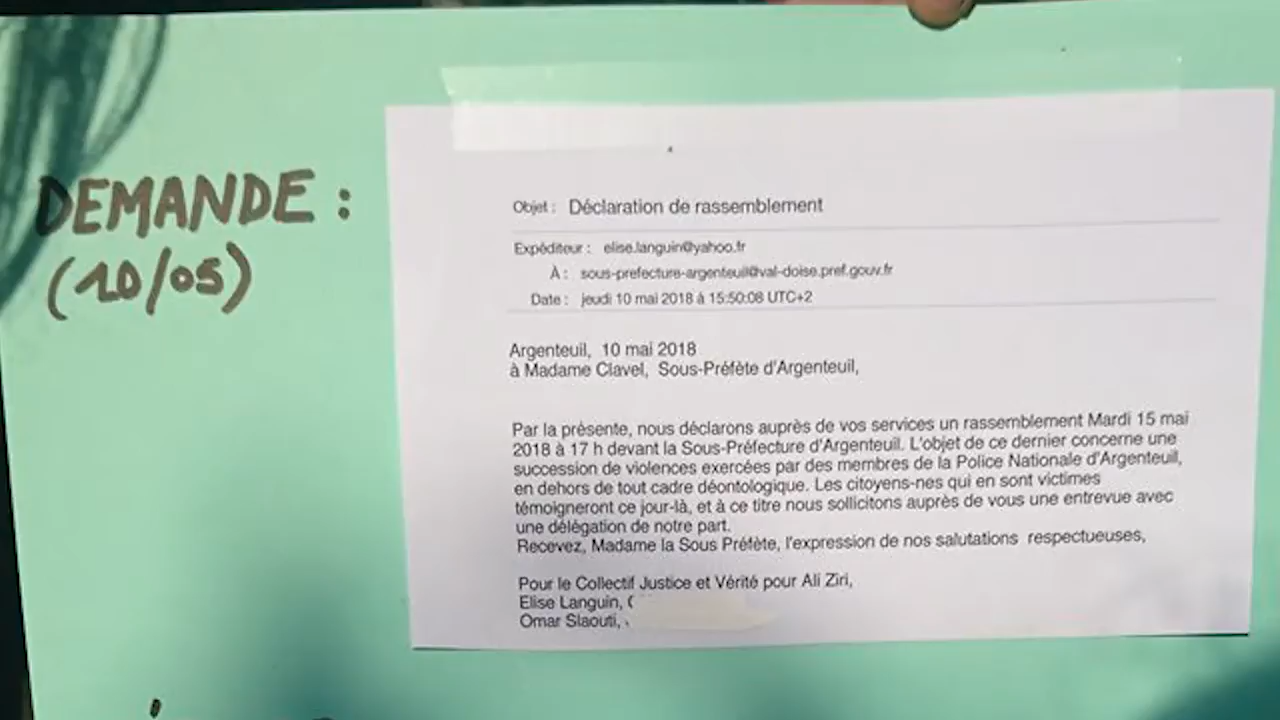 DEMANDE :
(10/05)
Objet : Déclaration de rassemblement
Expéditeur : elise.languin@yahoo.fr
À : sous-prefecture-argenteuil@val-doise.pref.gouv.fr
Date : jeudi 10 mai 2018 à 15:50:08 UTC+2
Argenteuil, 10 mai 2018
à Madame Clavel, Sous-Préfète d'Argenteuil,
Par la présente, nous déclarons auprès de vos services un rassemblement Mardi 15 mai
2018 à 17 h devant la Sous-Préfecture d'Argenteuil. L'objet de ce dernier concerne une
succession de violences exercées par des membres de la Police Nationale d'Argenteuil,
en dehors de tout cadre déontologique. Les citoyens-nes qui en sont victimes
témoigneront ce jour-là, et à ce titre nous sollicitons auprès de vous une entrevue avec
une délégation de notre part.
Recevez, Madame la Sous Préfète, l'expression de nos salutations respectueuses,
Pour le Collectif Justice et Vérité pour Ali Ziri,
Elise Languin, (
Omar Slaouti,